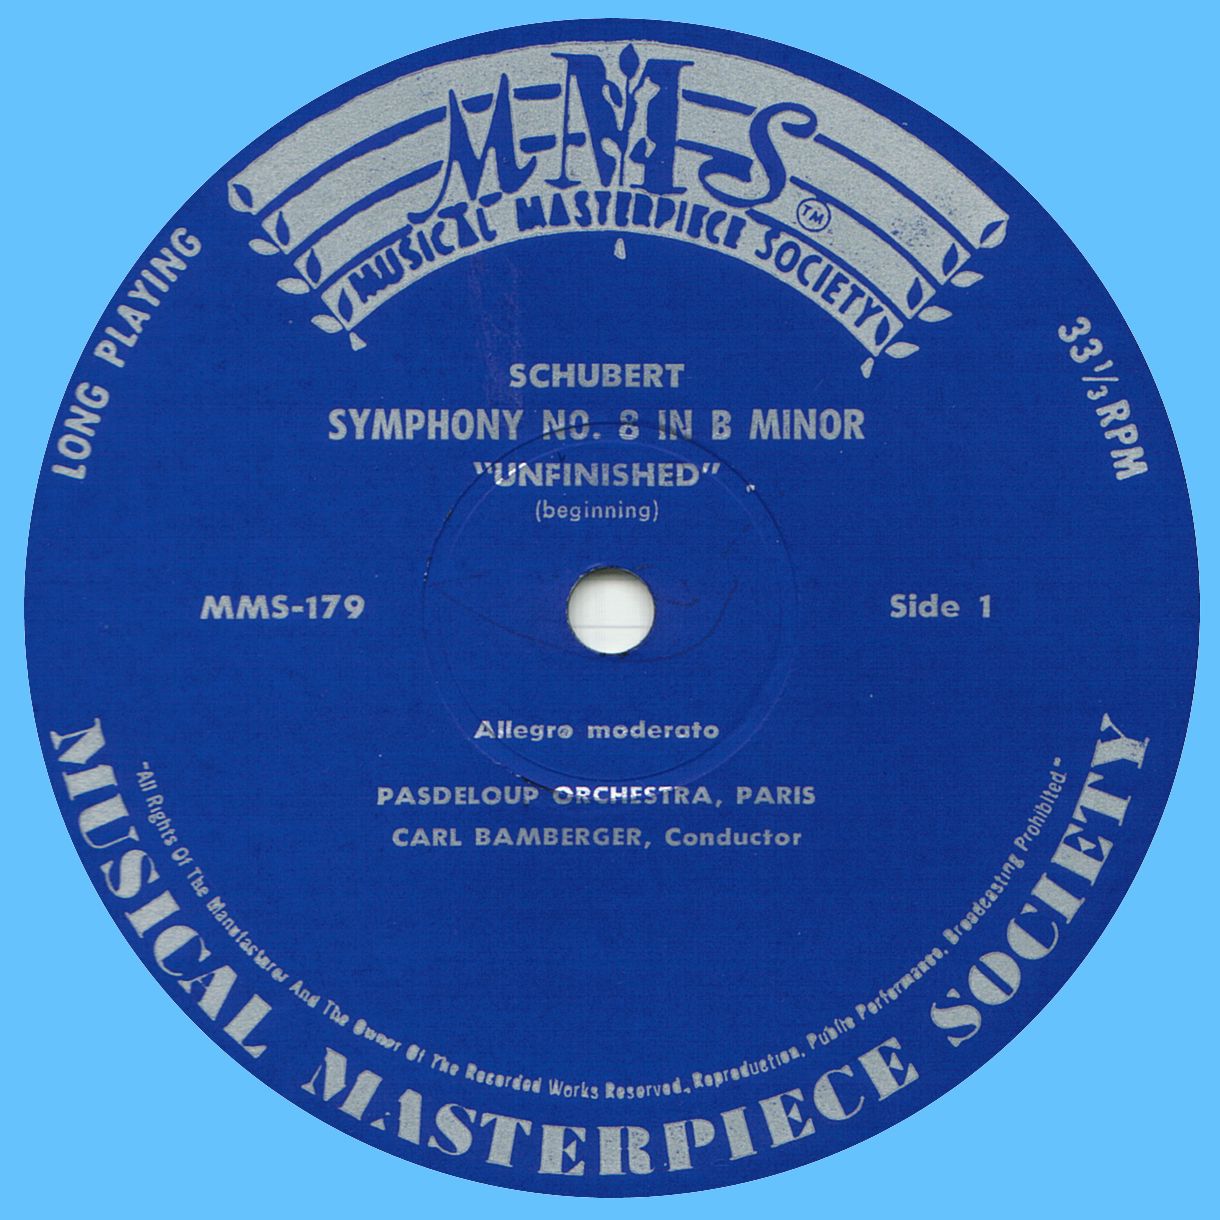 MMS
TM
MUSICAL MASTERPIECE SOCIETY
LONG PLAYING
33 1/3 RPM
SCHUBERT
SYMPHONY NO. 8 IN B MINOR
"UNFINISHED"
(beginning)
MMS-179
Side 1
Allegro moderato
PASDELOUP ORCHESTRA, PARIS
CARL BAMBERGER, Conductor
"All Rights Of The Manufacturer And The Owner Of The Recorded Works Reserved. Reproduction, Public Performance, Broadcasting Prohibited."
MUSICAL MASTERPIECE SOCIETY